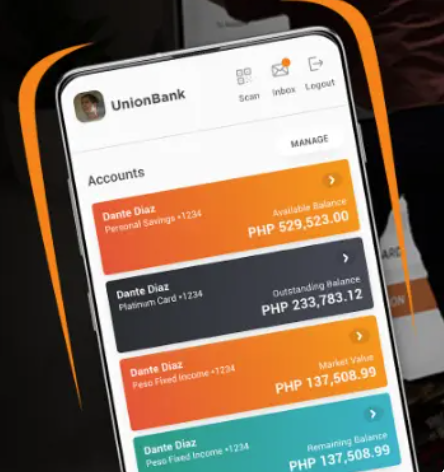 UnionBank
Scan
Inbox
Logout
Accounts
MANAGE
Dante Diaz
Personal Savings •1234
Available Balance
PHP 529,523.00
Dante Diaz
Platinum Card •1234
Outstanding Balance
PHP 233,783.12
Dante Diaz
Peso Fixed Income •1234
Market Value
PHP 137,508.99
Dante Diaz
Peso Fixed Income •1234
Remaining Balance
PHP 137,508.99